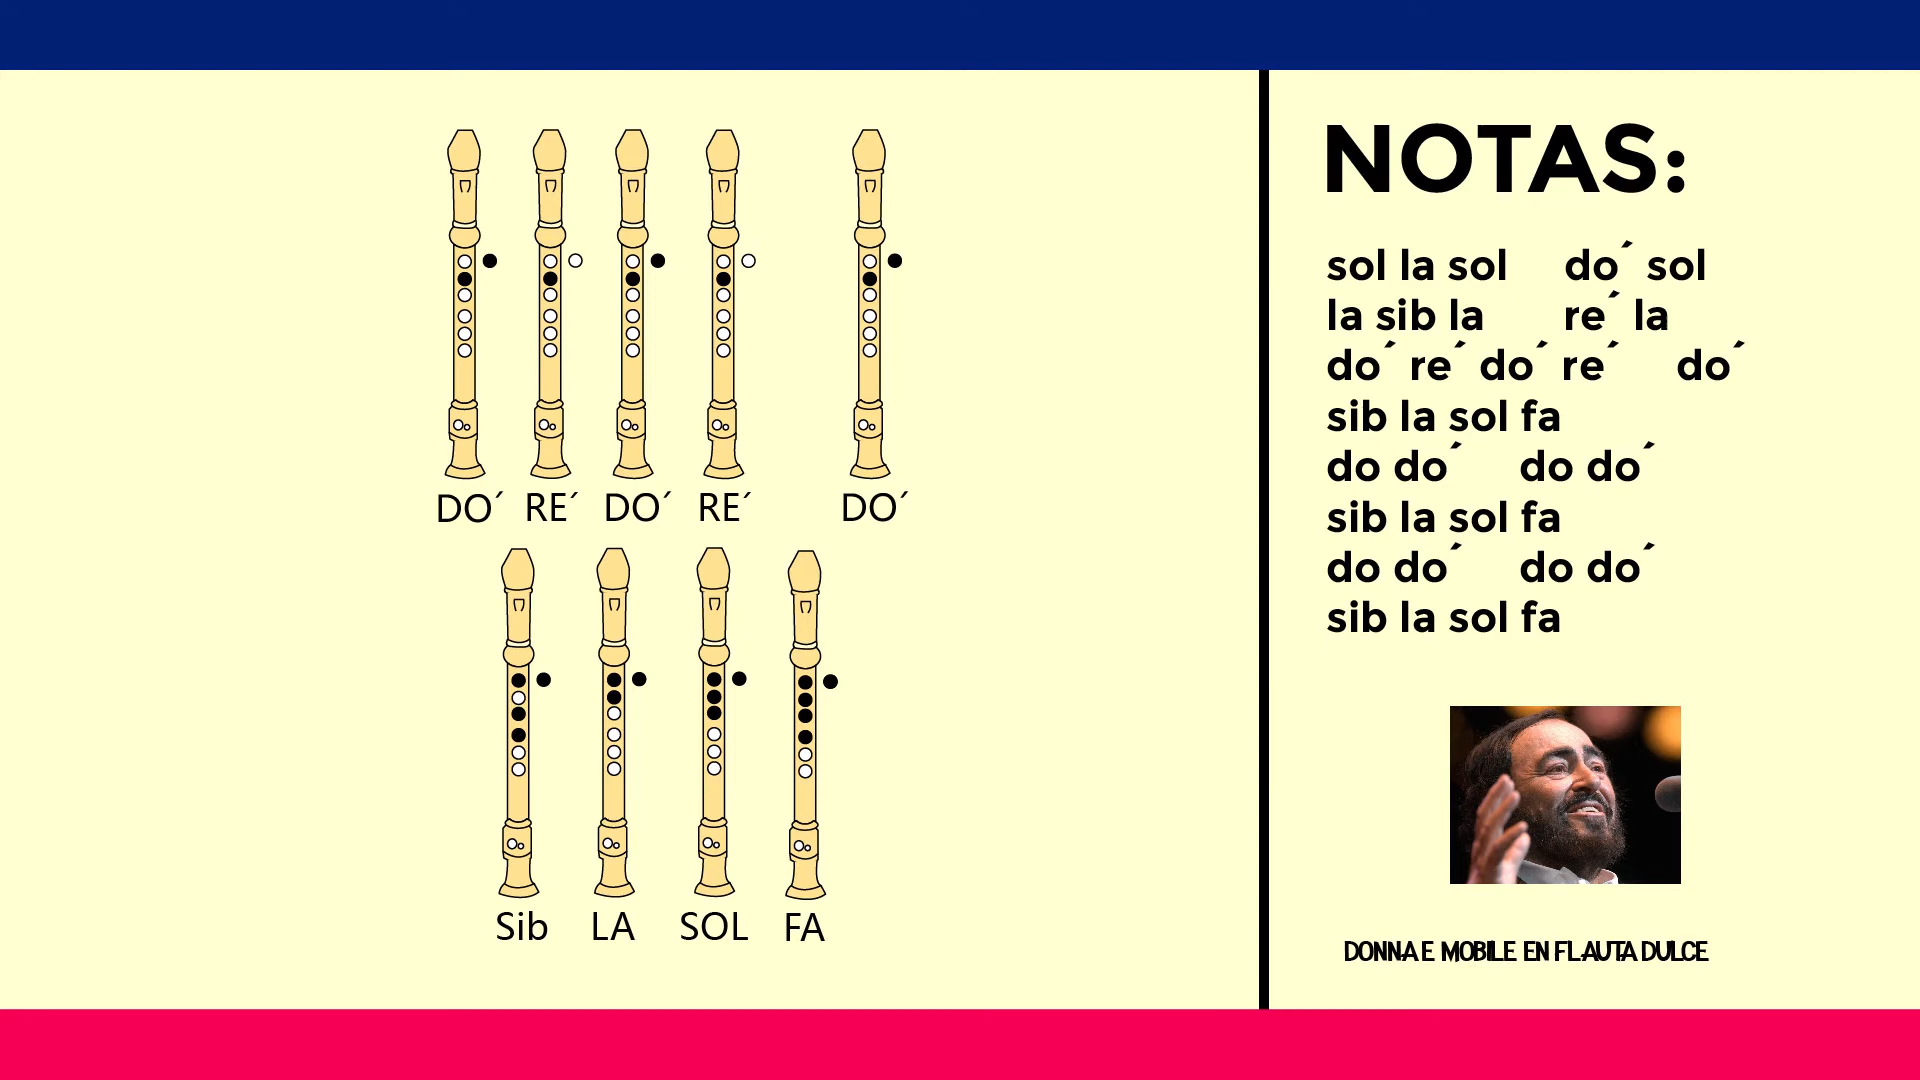 DO´ RE´ DO´ RE´ DO´
Sib LA SOL FA
NOTAS:
sol la sol do´ sol
la sib la re´ la
do´ re´ do´ re´ do´
sib la sol fa
do do´ do do´
sib la sol fa
do do´ do do´
sib la sol fa
DONNA E MOBILE EN FLAUTA DULCE